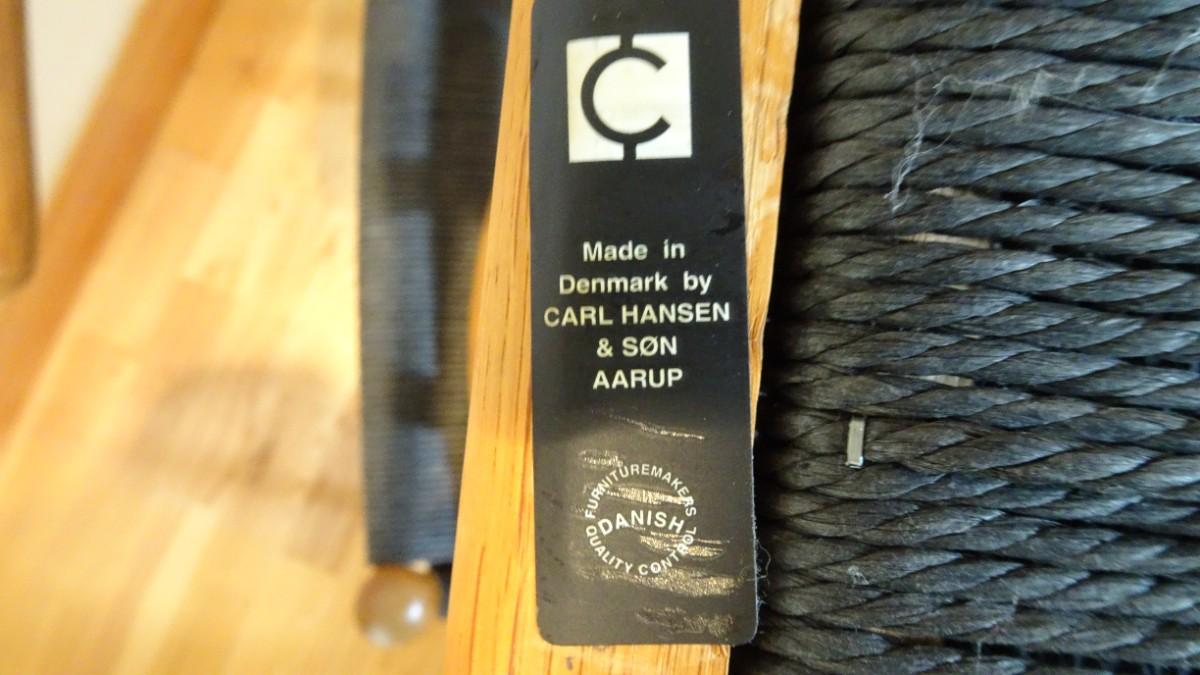 C
Made in
Denmark by
CARL HANSEN
& SØN
AARUP
FURNITUREMAKERS
DANISH
QUALITY CONTROL